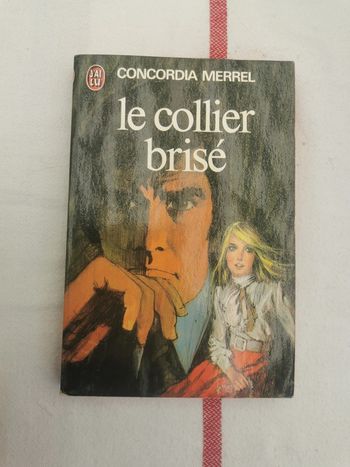 J'AI
LU
CONCORDIA MERREL
le collier
brisé